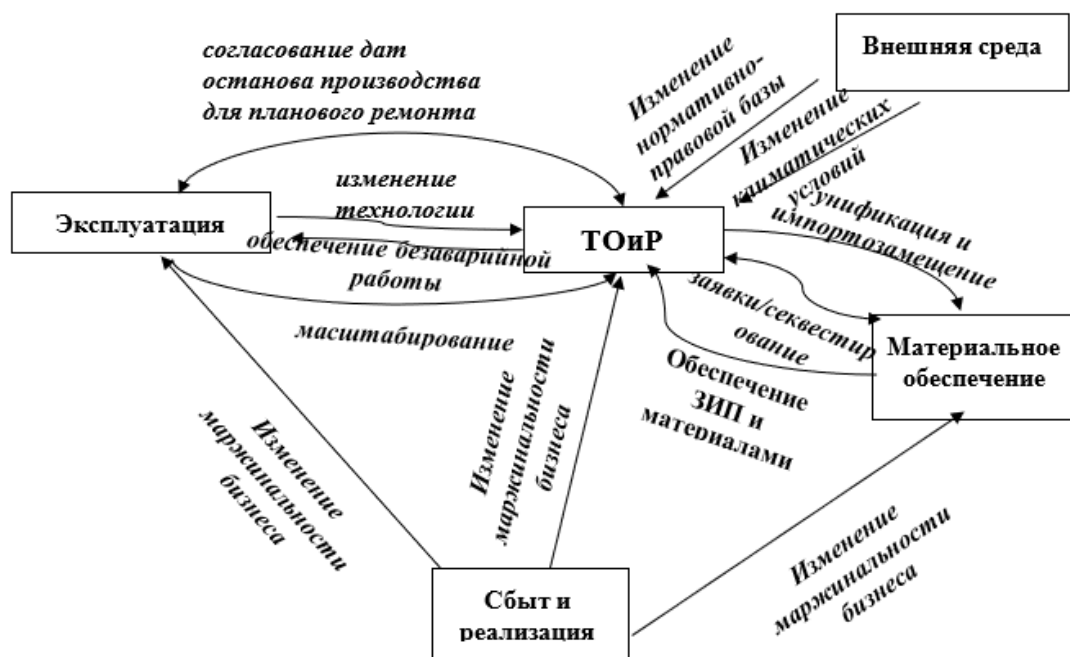 Внешняя среда
согласование дат
останова производства
для планового ремонта
Изменение
нормативно-
правовой базы
Изменение
климатических
условий
унификация и
импортозамещение
изменение
технологии
Эксплуатация
ТОиР
обеспечение безаварийной
работы
заявки/секвестир
ование
масштабирование
Материальное
обеспечение
Обеспечение
ЗИП и
материалами
Изменение
маржинальности
бизнеса
Изменение
маржинальности
бизнеса
Изменение
маржинальности
бизнеса
Сбыт и
реализация